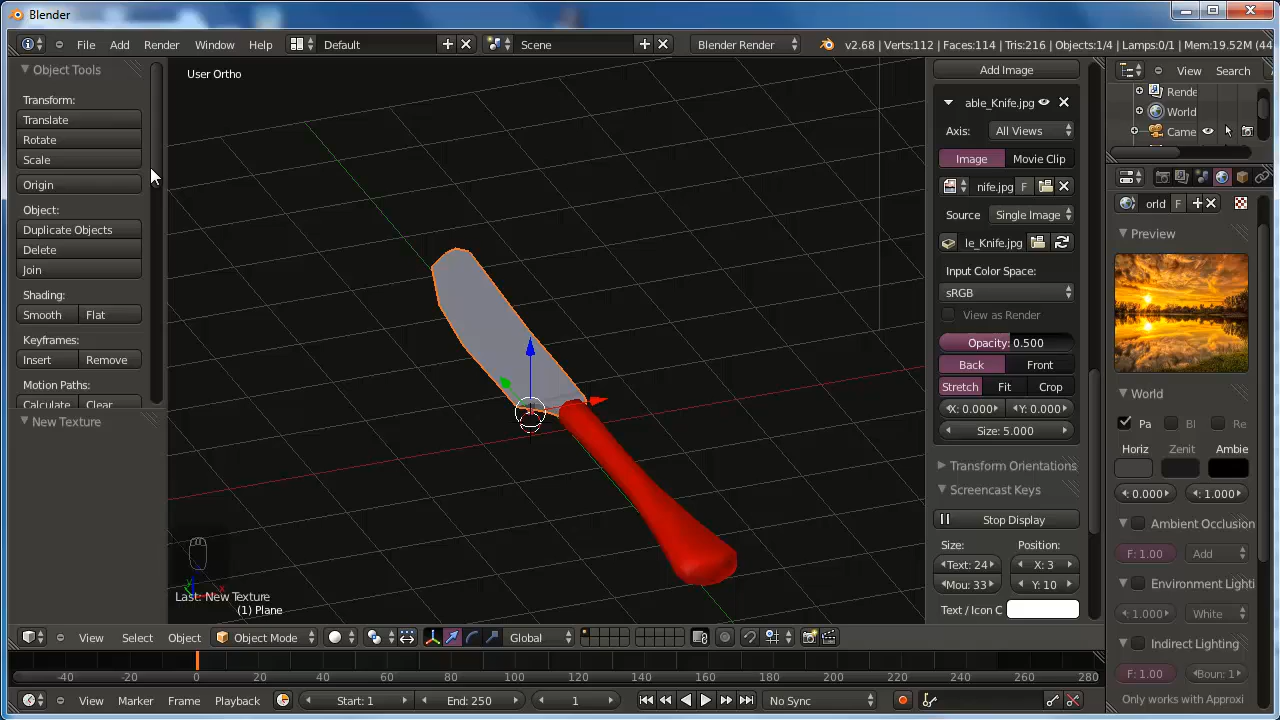 Blender
File Add Render Window Help Default Scene Blender Render v2.68 | Verts:112 | Faces:114 | Tris:216 | Objects:1/4 | Lamps:0/1 | Mem:19.52M (44
Object Tools
Transform:
Translate
Rotate
Scale
Origin
Object:
Duplicate Objects
Delete
Join
Shading:
Smooth Flat
Keyframes:
Insert Remove
Motion Paths:
Calculate Clear
New Texture
User Ortho
Last: New Texture
(1) Plane
Add Image
able_Knife.jpg
Axis: All Views
Image Movie Clip
nife.jpg F
Source Single Image
le_Knife.jpg
Input Color Space:
sRGB
View as Render
Opacity: 0.500
Back Front
Stretch Fit Crop
X: 0.000 Y: 0.000
Size: 5.000
Transform Orientations
Screencast Keys
Stop Display
Size: Position:
Text: 24 X: 3
Mou: 33 Y: 10
Text / Icon C
View Search
Rende
World
Came
orld F
Preview
World
Pa Bl Re
Horiz Zenit Ambie
0.000 1.000
Ambient Occlusion
F: 1.00 Add
Environment Lighti
1.000 White
Indirect Lighting
F: 1.00 Boun: 1
Only works with Approxi
View Select Object Object Mode Global
-40 -20 0 20 40 60 80 100 120 140 160 180 200 220 240 260 280
View Marker Frame Playback Start: 1 End: 250 1 No Sync